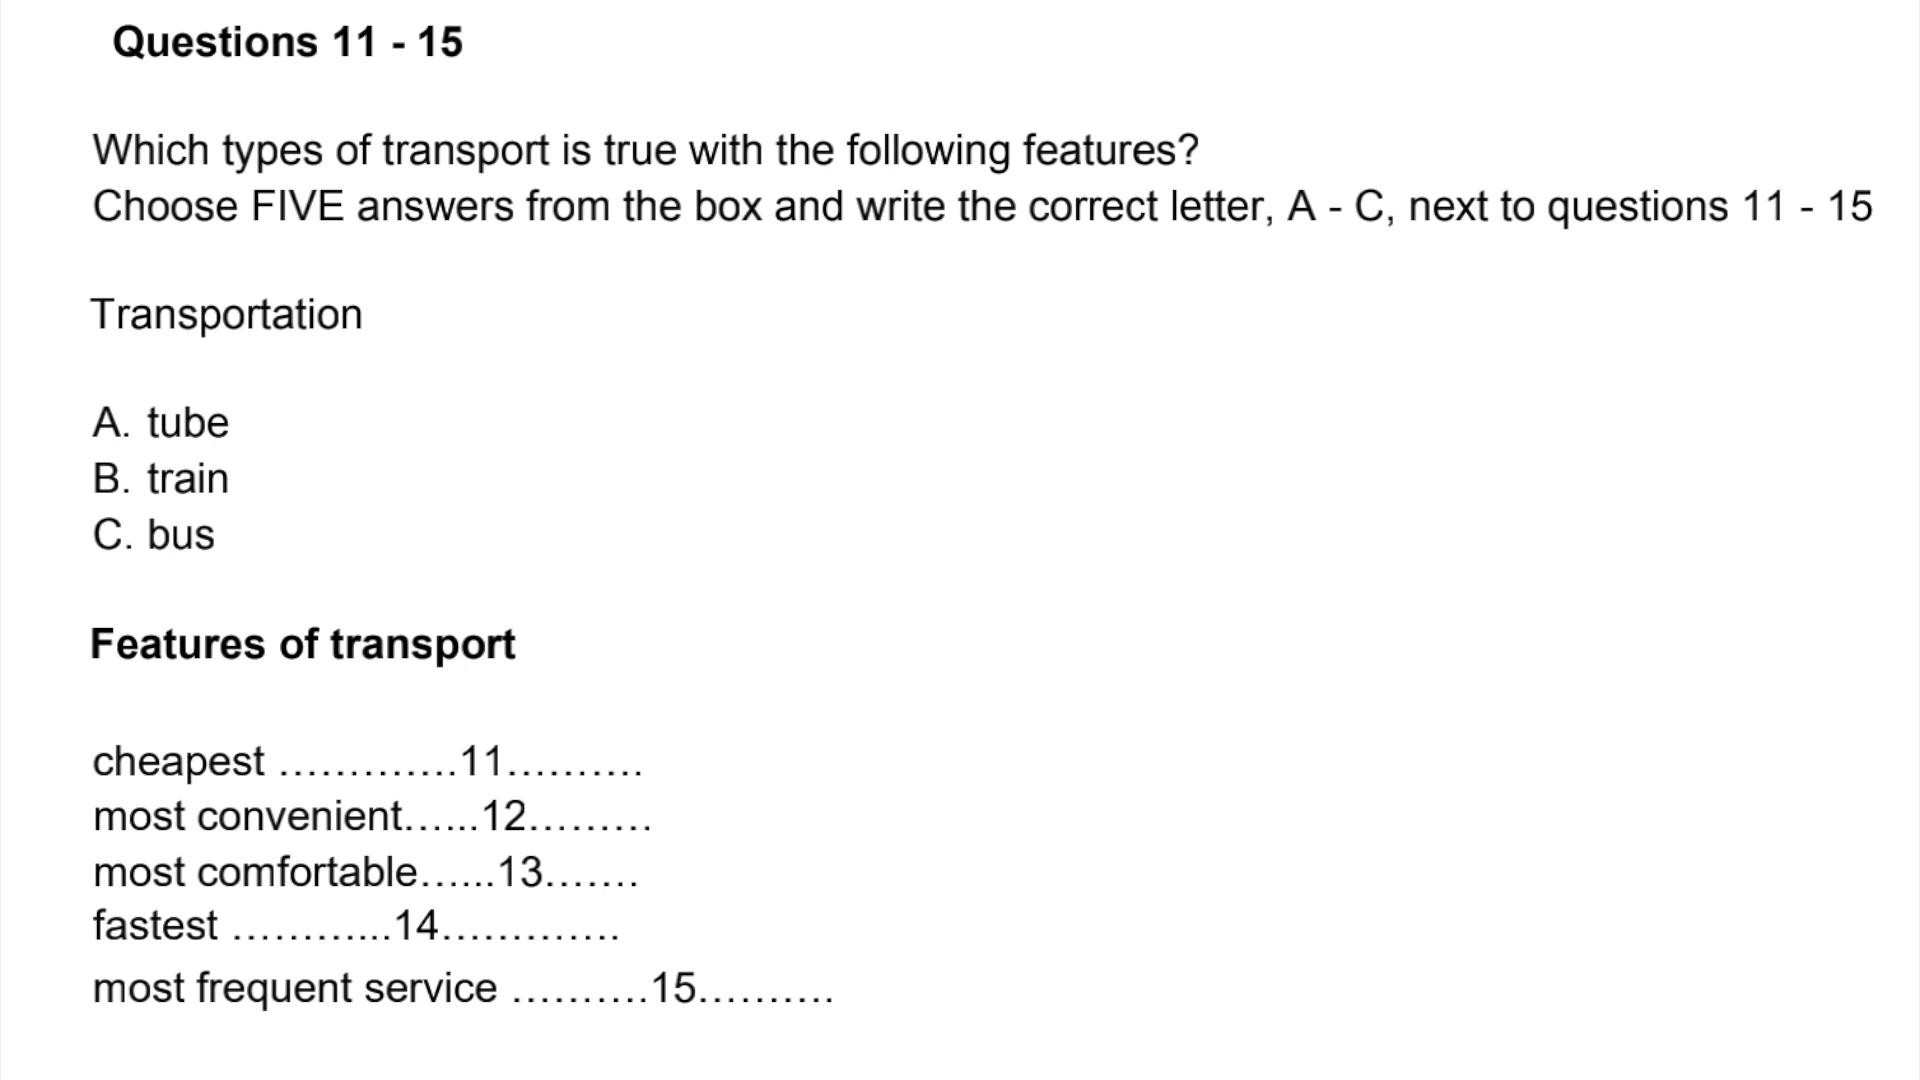 Questions 11 - 15
Which types of transport is true with the following features?
Choose FIVE answers from the box and write the correct letter, A - C, next to questions 11 - 15
Transportation
A. tube
B. train
C. bus
Features of transport
cheapest .............11..........
most convenient......12.........
most comfortable......13.......
fastest ............14.............
most frequent service ..........15..........